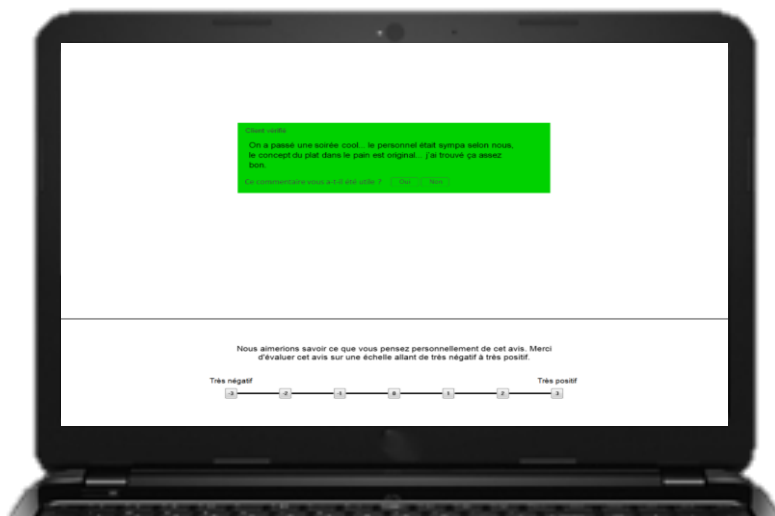 Client vérifié
On a passé une soirée cool... le personnel était sympa selon nous,
le concept du plat dans le pain est original... j'ai trouvé ça assez
bon.
Ce commentaire vous a-t-il été utile ? Oui Non
Nous aimerions savoir ce que vous pensez personnellement de cet avis. Merci
d'évaluer cet avis sur une échelle allant de très négatif à très positif.
Très négatif Très positif
-3 -2 -1 0 1 2 3